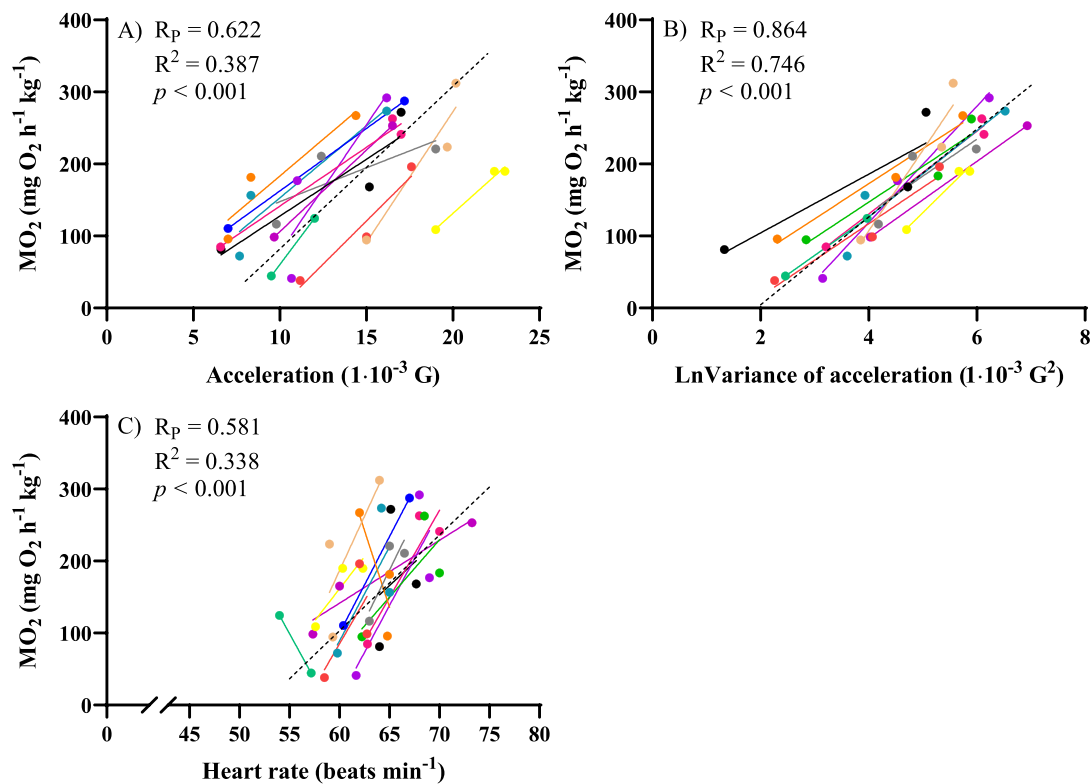 A) R_P = 0.622
R² = 0.387
p < 0.001
400
300
200
100
0
MO₂ (mg O₂ h⁻¹ kg⁻¹)
0 5 10 15 20 25
Acceleration (1·10⁻³ G)
B) R_P = 0.864
R² = 0.746
p < 0.001
400
300
200
100
0
MO₂ (mg O₂ h⁻¹ kg⁻¹)
0 2 4 6 8
LnVariance of acceleration (1·10⁻³ G²)
C) R_P = 0.581
R² = 0.338
p < 0.001
400
300
200
100
0
MO₂ (mg O₂ h⁻¹ kg⁻¹)
0 45 50 55 60 65 70 75 80
Heart rate (beats min⁻¹)